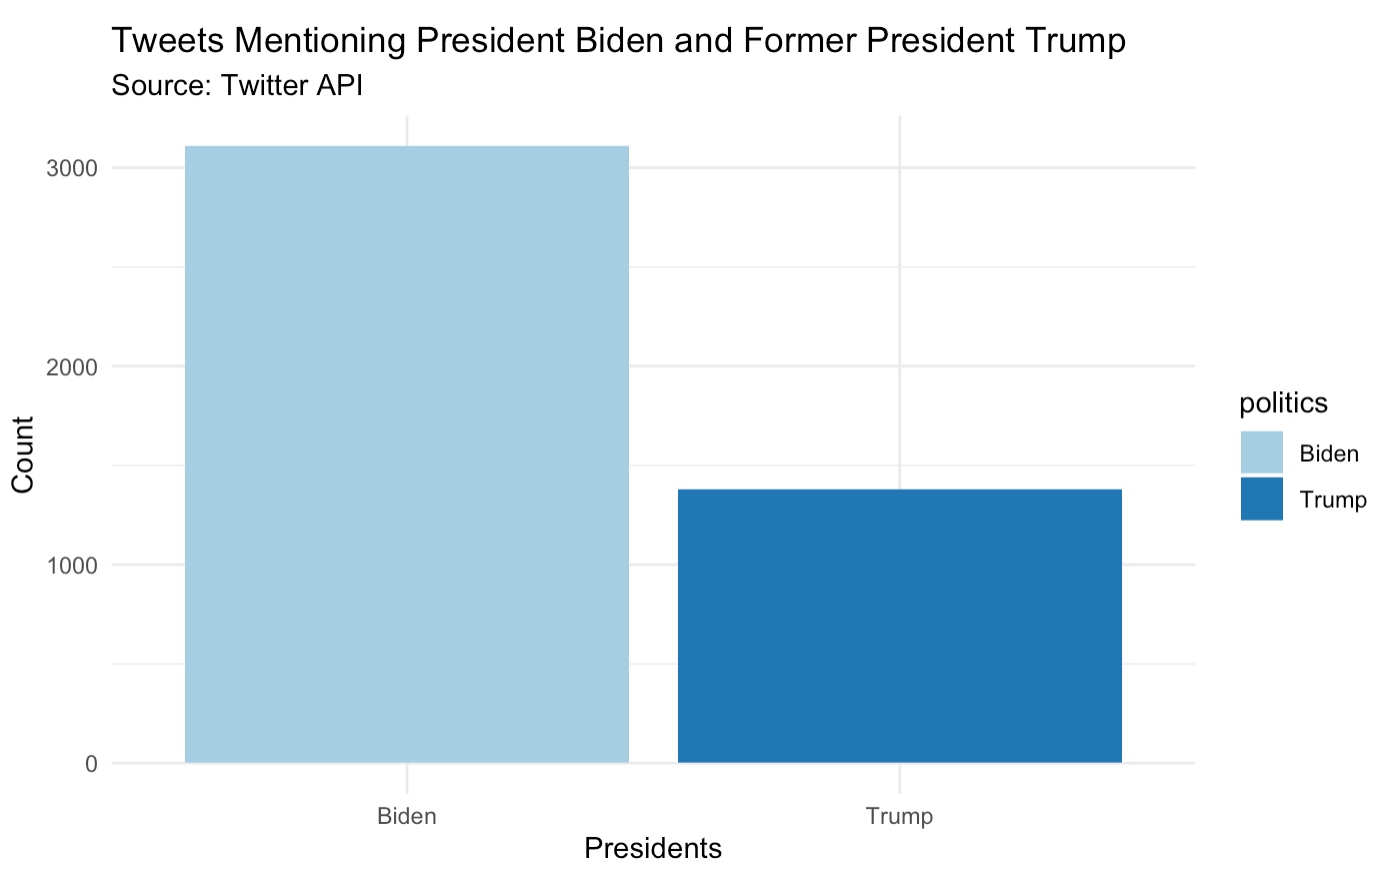 Tweets Mentioning President Biden and Former President Trump
Source: Twitter API
3000
2000
1000
0
Count
Biden
Trump
Presidents
politics
Biden
Trump